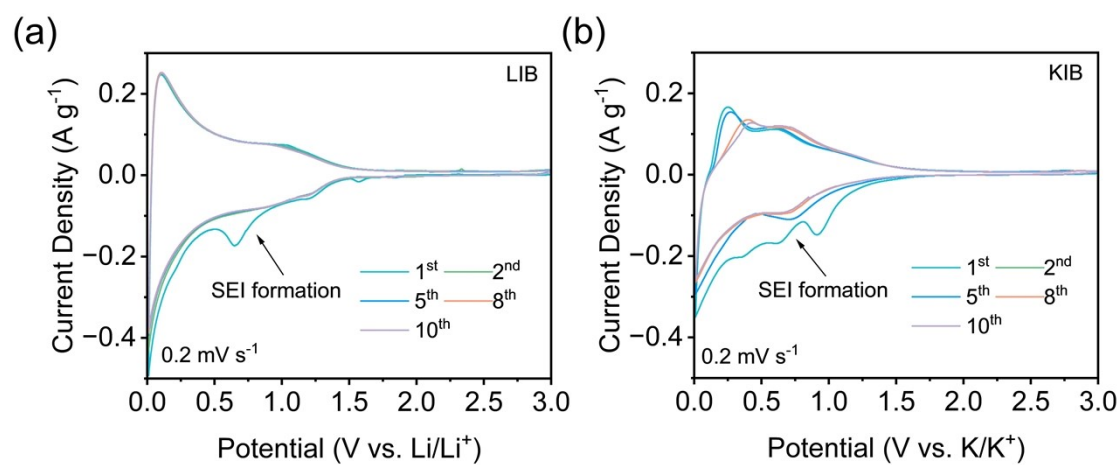 (a)
LIB
Current Density (A g⁻¹)
0.2
0.0
−0.2
−0.4
SEI formation
1ˢᵗ 2ⁿᵈ
5ᵗʰ 8ᵗʰ
10ᵗʰ
0.2 mV s⁻¹
0.0 0.5 1.0 1.5 2.0 2.5 3.0
Potential (V vs. Li/Li⁺)
(b)
KIB
Current Density (A g⁻¹)
0.2
0.0
−0.2
−0.4
SEI formation
1ˢᵗ 2ⁿᵈ
5ᵗʰ 8ᵗʰ
10ᵗʰ
0.2 mV s⁻¹
0.0 0.5 1.0 1.5 2.0 2.5 3.0
Potential (V vs. K/K⁺)